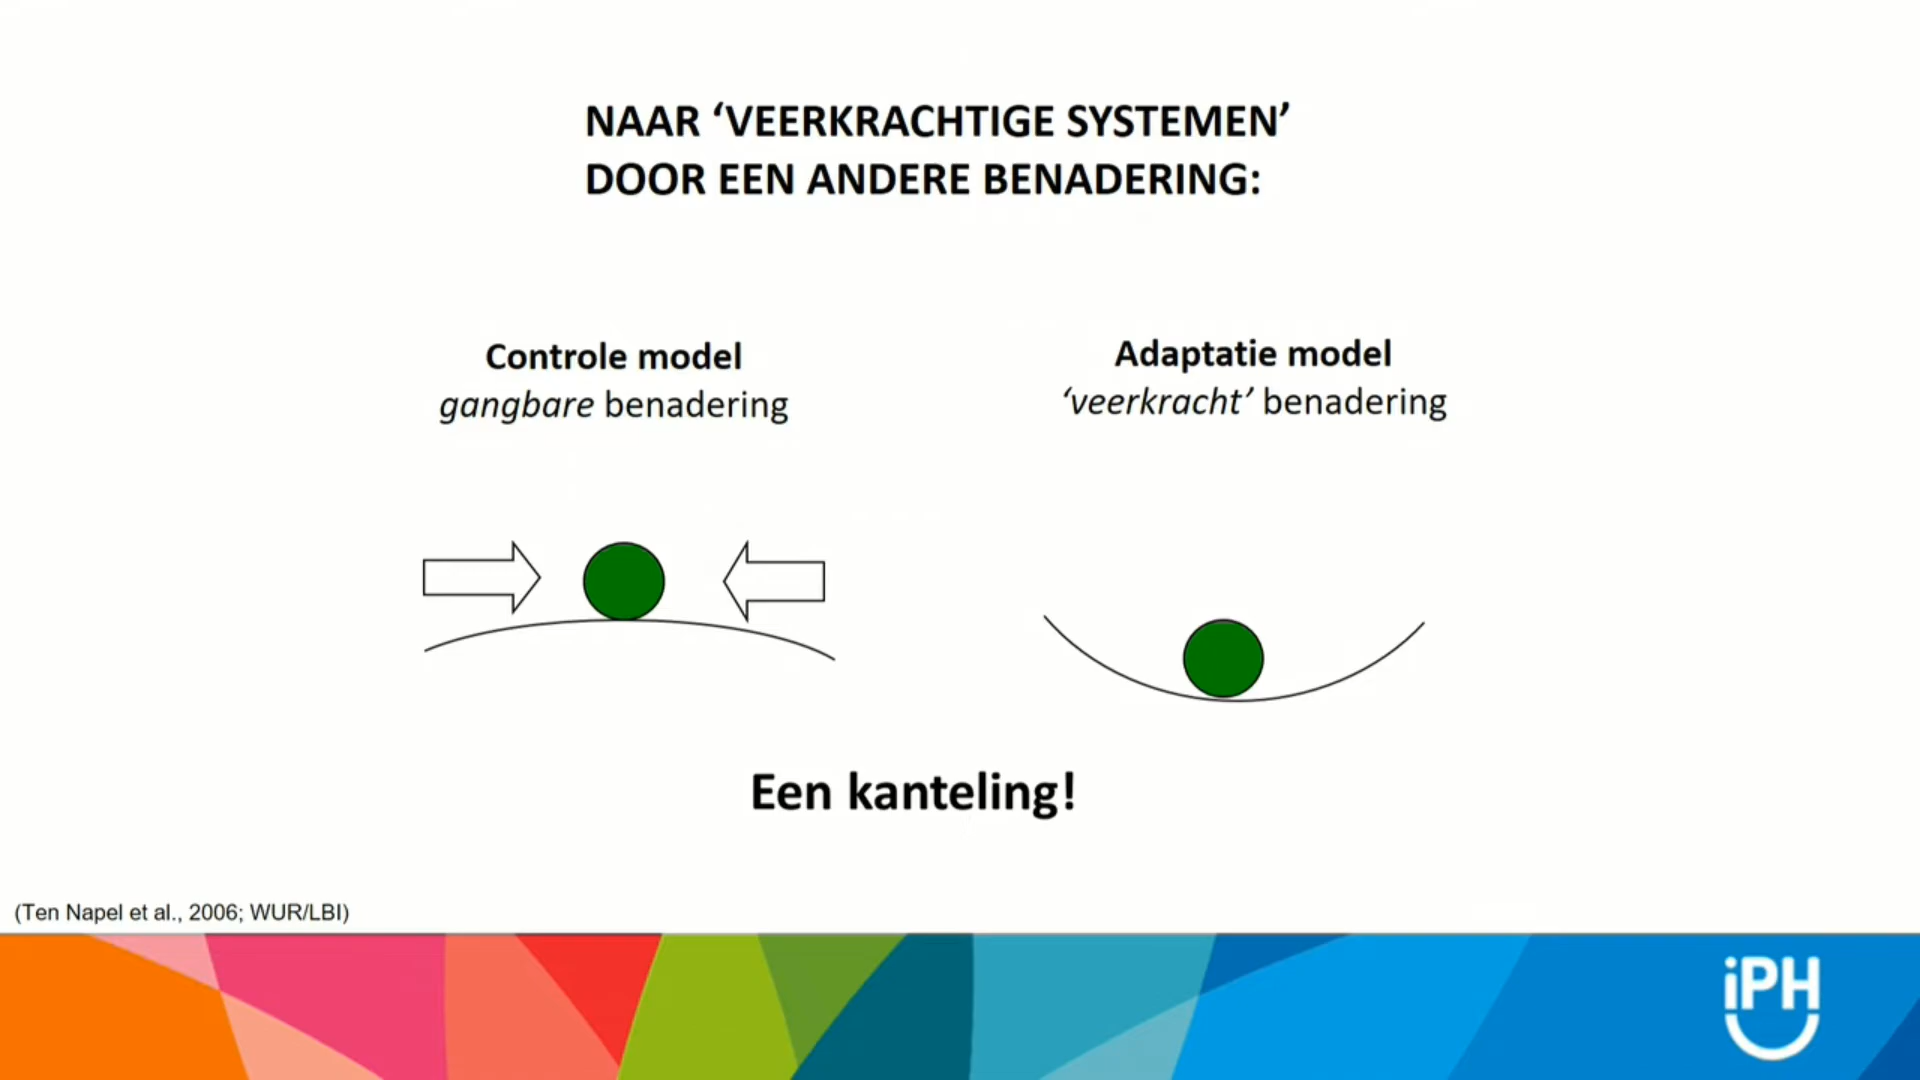 NAAR ‘VEERKRACHTIGE SYSTEMEN’
DOOR EEN ANDERE BENADERING:
Controle model
gangbare benadering
Adaptatie model
‘veerkracht’ benadering
Een kanteling!
(Ten Napel et al., 2006; WUR/LBI)
iPH